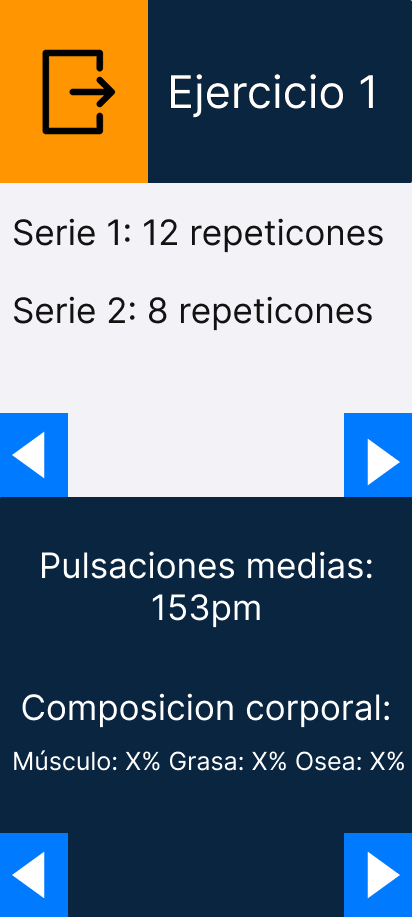 Ejercicio 1
Serie 1: 12 repeticones
Serie 2: 8 repeticones
Pulsaciones medias:
153pm
Composicion corporal:
Músculo: X% Grasa: X% Osea: X%